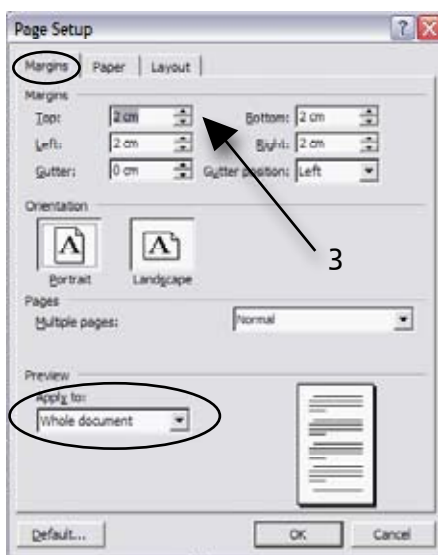 Page Setup
Margins Paper Layout
Margins
Top: 2 cm Bottom: 2 cm
Left: 2 cm Right: 2 cm
Gutter: 0 cm Gutter position: Left
Orientation
3
Portrait Landscape
Pages
Multiple pages: Normal
Preview
Apply to:
Whole document
Default... OK Cancel